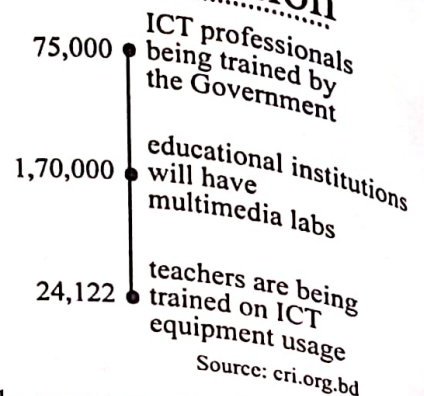 75,000
ICT professionals
being trained by
the Government
1,70,000
educational institutions
will have
multimedia labs
24,122
teachers are being
trained on ICT
equipment usage
Source: cri.org.bd